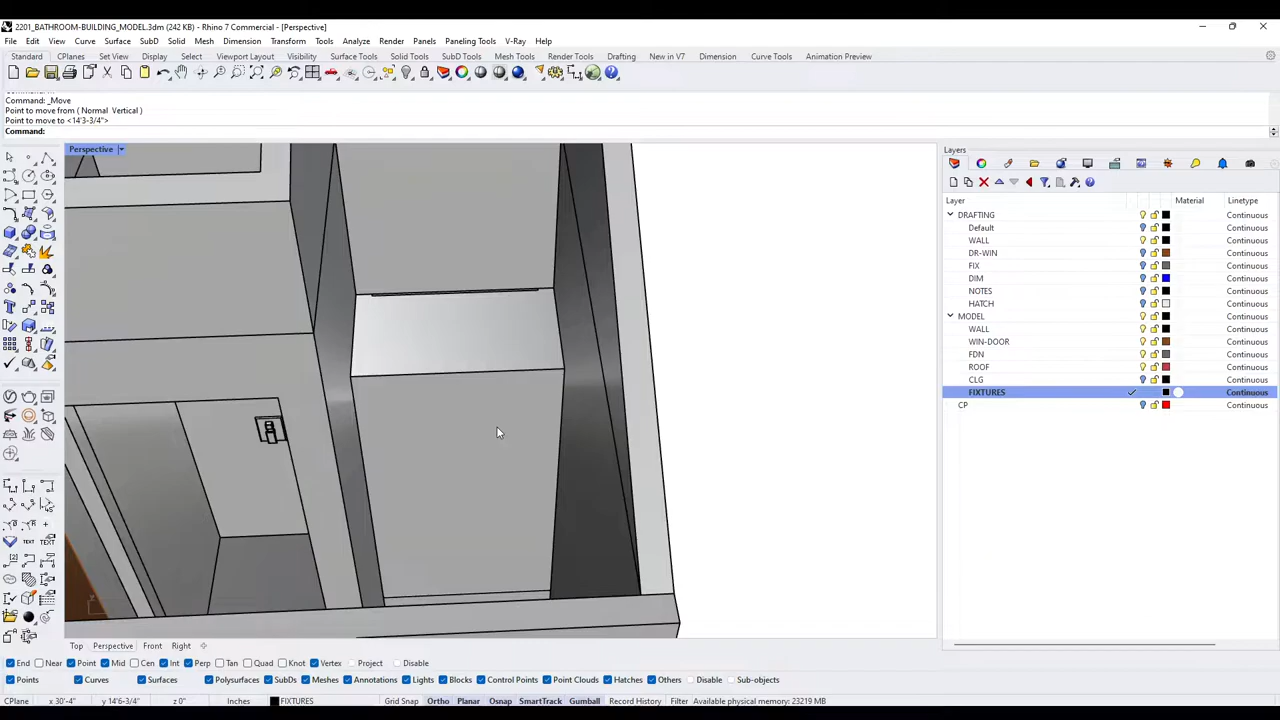 2201_BATHROOM-BUILDING_MODEL.3dm (242 KB) - Rhino 7 Commercial - [Perspective]
File Edit View Curve Surface SubD Solid Mesh Dimension Transform Tools Analyze Render Panels Paneling Tools V-Ray Help
Standard CPlanes Set View Display Select Viewport Layout Visibility Transform Curve Tools Surface Tools Solid Tools SubD Tools Mesh Tools Render Tools Drafting New in V7 Dimension Curve Tools Animation Preview
Command: _Move
Point to move from ( Normal Vertical )
Point to move to <14'3-3/4">
Command:
Perspective
Layers
Layer Material Linetype
DRAFTING Continuous
Default Continuous
WALL Continuous
DR-WIN Continuous
FIX Continuous
DIM Continuous
NOTES Continuous
HATCH Continuous
MODEL Continuous
WALL Continuous
WIN-DOOR Continuous
FDN Continuous
ROOF Continuous
CLG Continuous
FIXTURES Continuous
CP Continuous
Top Perspective Front Right
End Near Point Mid Cen Int Perp Tan Quad Knot Vertex Project Disable
Points Curves Surfaces Polysurfaces SubDs Meshes Annotations Lights Blocks Control Points Point Clouds Hatches Others Disable Sub-objects
CPlane x 30'-4" y 14'6-3/4" z 0" Inches FIXTURES Grid Snap Ortho Planar Osnap SmartTrack Gumball Record History Filter Available physical memory: 23219 MB